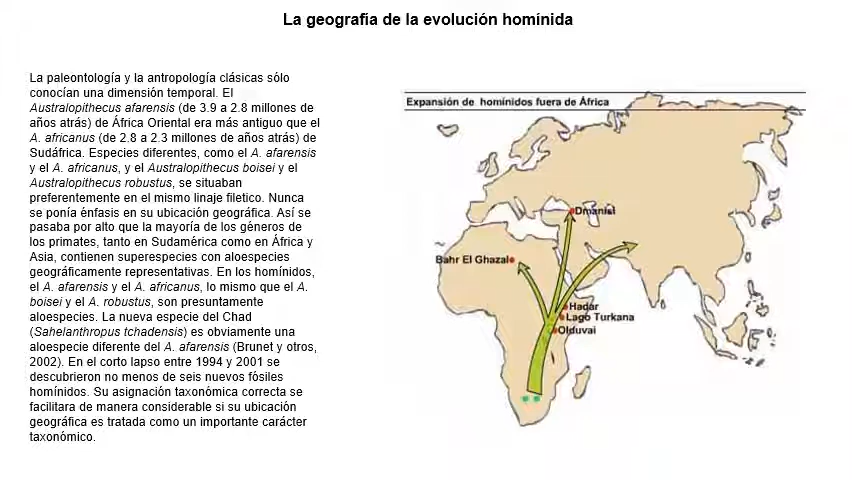 La geografía de la evolución homínida
La paleontología y la antropología clásicas sólo
conocían una dimensión temporal. El
Australopithecus afarensis (de 3.9 a 2.8 millones de
años atrás) de África Oriental era más antiguo que el
A. africanus (de 2.8 a 2.3 millones de años atrás) de
Sudáfrica. Especies diferentes, como el A. afarensis
y el A. africanus, y el Australopithecus boisei y el
Australopithecus robustus, se situaban
preferentemente en el mismo linaje filetico. Nunca
se ponía énfasis en su ubicación geográfica. Así se
pasaba por alto que la mayoría de los géneros de
los primates, tanto en Sudamérica como en África y
Asia, contienen superespecies con aloespecies
geográficamente representativas. En los homínidos,
el A. afarensis y el A. africanus, lo mismo que el A.
boisei y el A. robustus, son presuntamente
aloespecies. La nueva especie del Chad
(Sahelanthropus tchadensis) es obviamente una
aloespecie diferente del A. afarensis (Brunet y otros,
2002). En el corto lapso entre 1994 y 2001 se
descubrieron no menos de seis nuevos fósiles
homínidos. Su asignación taxonómica correcta se
facilitara de manera considerable si su ubicación
geográfica es tratada como un importante carácter
taxonómico.
Expansión de homínidos fuera de África
Dmanisi
Bahr El Ghazal
Hadar
Lago Turkana
Olduvai